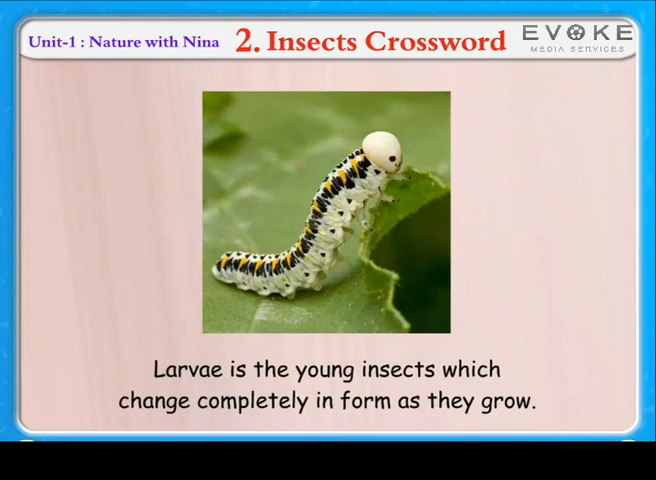 Unit-1 : Nature with Nina 2. Insects Crossword EVOKE
MEDIA SERVICES
Larvae is the young insects which
change completely in form as they grow.